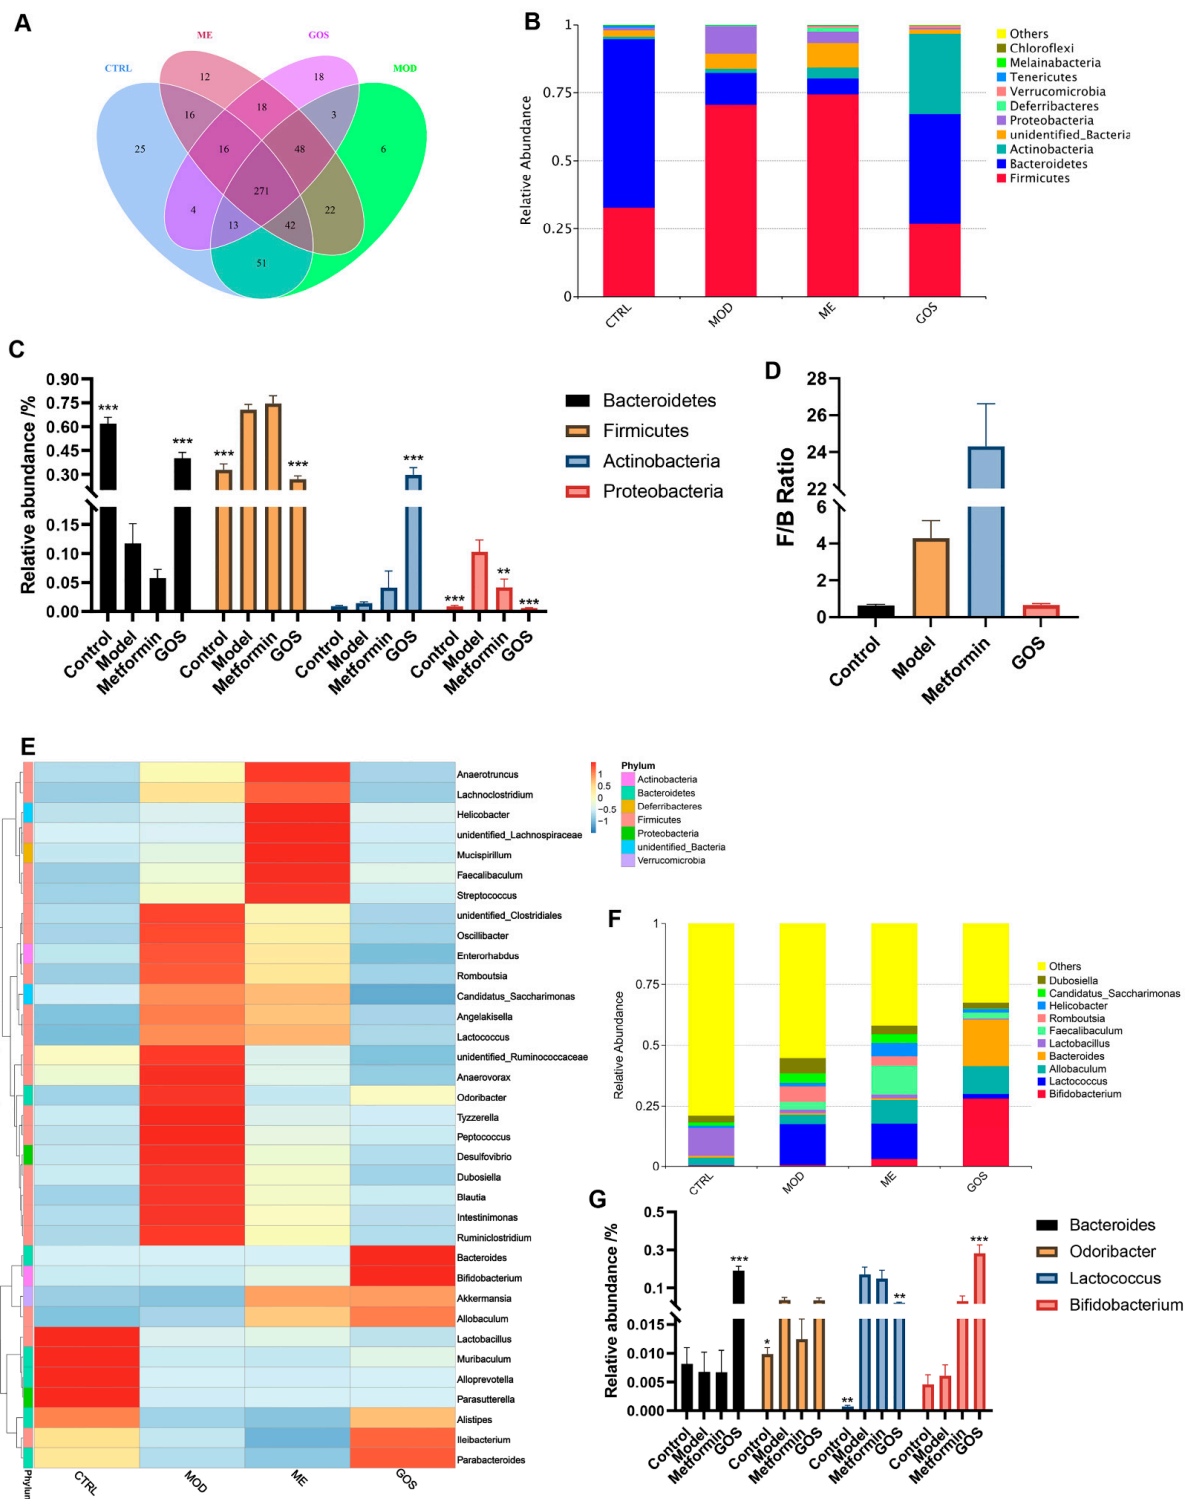 A
ME
GOS
CTRL
MOD
12
18
16
18
3
25
16
48
6
271
4
13
42
22
51
B
Relative Abundance
1
0.75
0.5
0.25
0
CTRL
MOD
ME
GOS
Others
Chloroflexi
Melainabacteria
Tenericutes
Verrucomicrobia
Deferribacteres
Proteobacteria
unidentified_Bacteria
Actinobacteria
Bacteroidetes
Firmicutes
C
Relative abundance /%
0.90
0.75
0.60
0.45
0.30
0.15
0.10
0.05
0.00
***
***
***
***
***
***
**
***
Control
Model
Metformin
GOS
Control
Model
Metformin
GOS
Control
Model
Metformin
GOS
Control
Model
Metformin
GOS
Bacteroidetes
Firmicutes
Actinobacteria
Proteobacteria
D
F/B Ratio
28
26
24
22
6
4
2
0
Control
Model
Metformin
GOS
E
Anaerotruncus
Lachnoclostridium
Helicobacter
unidentified_Lachnospiraceae
Mucispirillum
Faecalibaculum
Streptococcus
unidentified_Clostridiales
Oscillibacter
Enterorhabdus
Romboutsia
Candidatus_Saccharimonas
Angelakisella
Lactococcus
unidentified_Ruminococcaceae
Anaerovorax
Odoribacter
Tyzzerella
Peptococcus
Desulfovibrio
Dubosiella
Blautia
Intestinimonas
Ruminiclostridium
Bacteroides
Bifidobacterium
Akkermansia
Allobaculum
Lactobacillus
Muribaculum
Alloprevotella
Parasutterella
Alistipes
Ileibacterium
Parabacteroides
Phylum
CTRL
MOD
ME
GOS
1
0.5
0
−0.5
−1
Phylum
Actinobacteria
Bacteroidetes
Deferribacteres
Firmicutes
Proteobacteria
unidentified_Bacteria
Verrucomicrobia
F
Relative Abundance
1
0.75
0.5
0.25
0
CTRL
MOD
ME
GOS
Others
Dubosiella
Candidatus_Saccharimonas
Helicobacter
Romboutsia
Faecalibaculum
Lactobacillus
Bacteroides
Allobaculum
Lactococcus
Bifidobacterium
G
Relative abundance /%
0.5
0.3
0.1
0.015
0.010
0.005
0.000
***
*
**
**
***
Control
Model
Metformin
GOS
Control
Model
Metformin
GOS
Control
Model
Metformin
GOS
Control
Model
Metformin
GOS
Bacteroides
Odoribacter
Lactococcus
Bifidobacterium